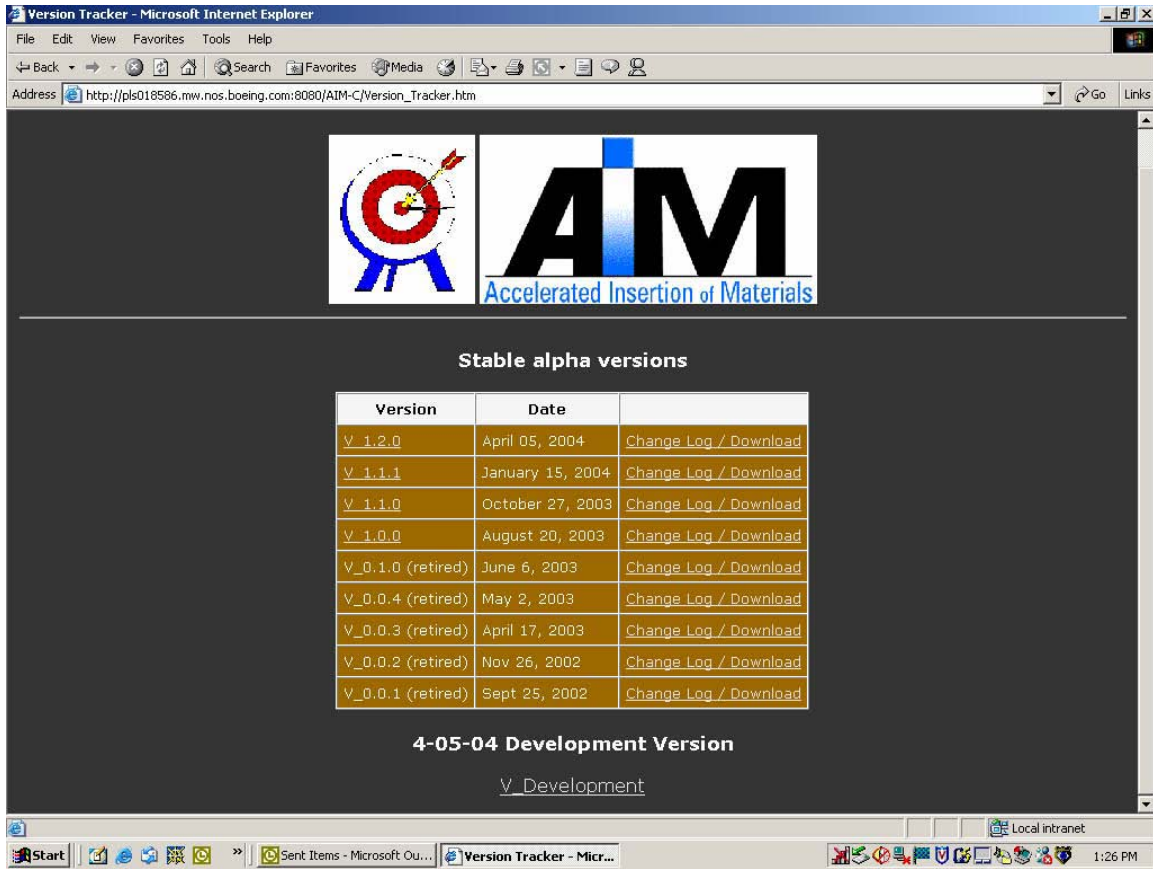 Version Tracker - Microsoft Internet Explorer
File Edit View Favorites Tools Help
Back Search Favorites Media
Address http://pls018586.mw.nos.boeing.com:8080/AIM-C/Version_Tracker.htm Go Links
AiM
Accelerated Insertion of Materials
Stable alpha versions
Version Date
V_1.2.0 April 05, 2004 Change Log / Download
V_1.1.1 January 15, 2004 Change Log / Download
V_1.1.0 October 27, 2003 Change Log / Download
V_1.0.0 August 20, 2003 Change Log / Download
V_0.1.0 (retired) June 6, 2003 Change Log / Download
V_0.0.4 (retired) May 2, 2003 Change Log / Download
V_0.0.3 (retired) April 17, 2003 Change Log / Download
V_0.0.2 (retired) Nov 26, 2002 Change Log / Download
V_0.0.1 (retired) Sept 25, 2002 Change Log / Download
4-05-04 Development Version
V_Development
Local intranet
Start » Sent Items - Microsoft Ou... Version Tracker - Micr... 1:26 PM